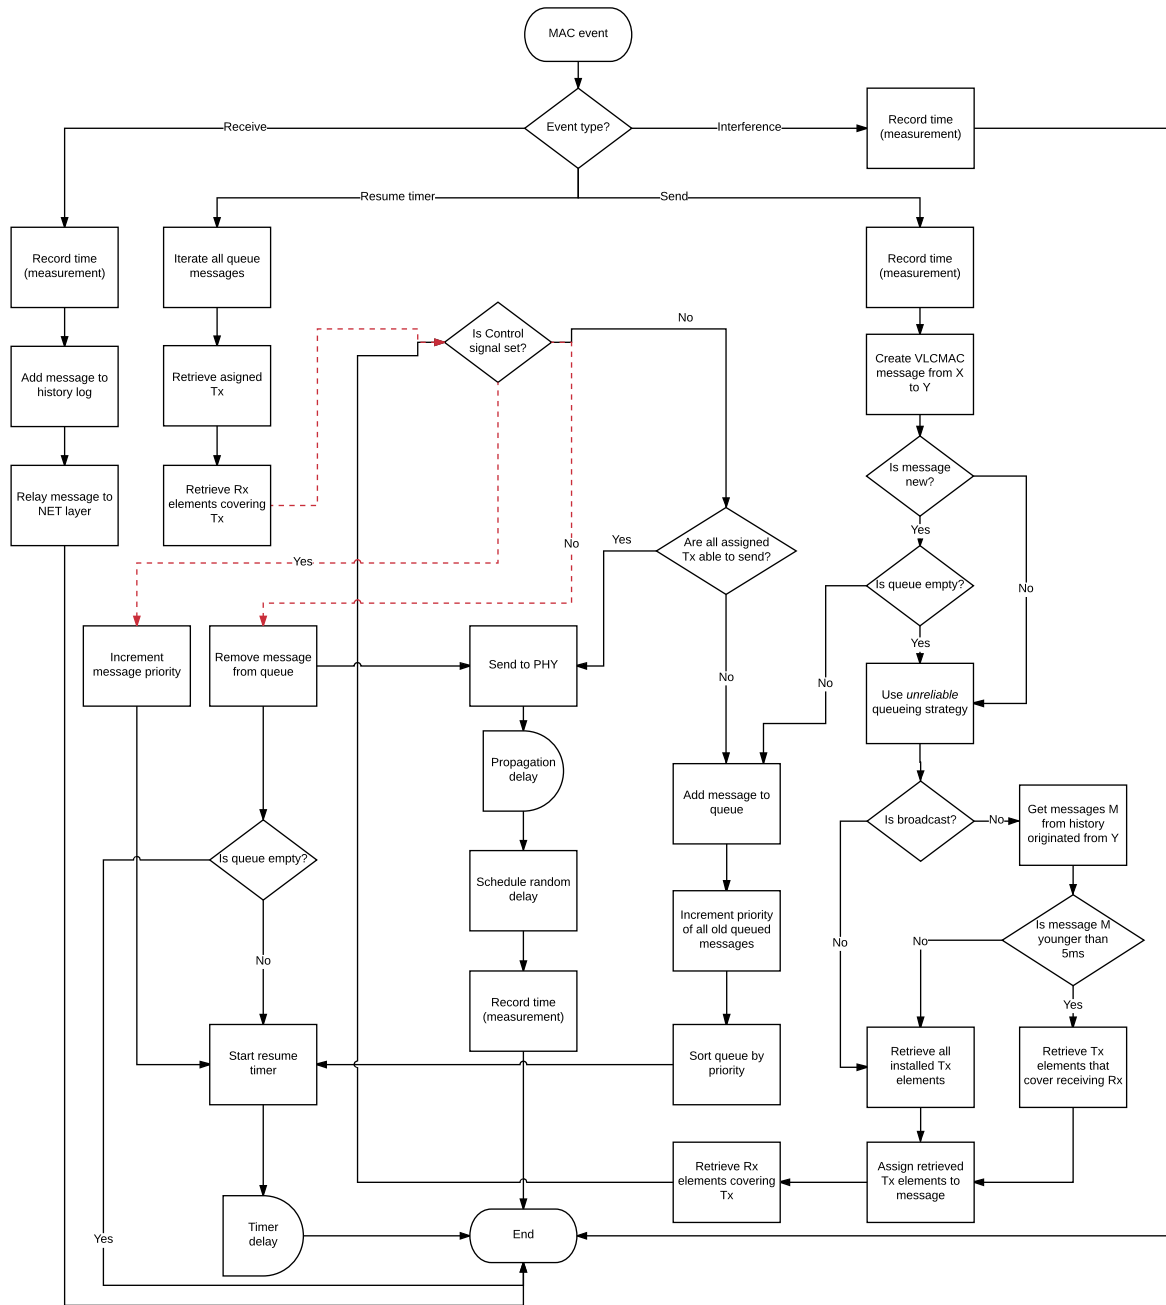 MAC event
Event type?
Receive
Interference
Record time
(measurement)
Resume timer
Send
Record time
(measurement)
Iterate all queue
messages
Record time
(measurement)
Is Control
signal set?
No
Add message to
history log
Retrieve asigned
Tx
Create VLCMAC
message from X
to Y
Relay message to
NET layer
Retrieve Rx
elements covering
Tx
Is message
new?
Yes
No
Yes
No
Yes
Are all assigned
Tx able to send?
Is queue empty?
No
Yes
Increment
message priority
Remove message
from queue
Send to PHY
No
No
Use unreliable
queueing strategy
Propagation
delay
Add message to
queue
Is broadcast?
No
Get messages M
from history
originated from Y
Is queue empty?
Schedule random
delay
Increment priority
of all old queued
messages
Is message M
younger than
5ms
No
No
No
Yes
Record time
(measurement)
Start resume
timer
Sort queue by
priority
Retrieve all
installed Tx
elements
Retrieve Tx
elements that
cover receiving Rx
Retrieve Rx
elements covering
Tx
Assign retrieved
Tx elements to
message
Yes
Timer
delay
End